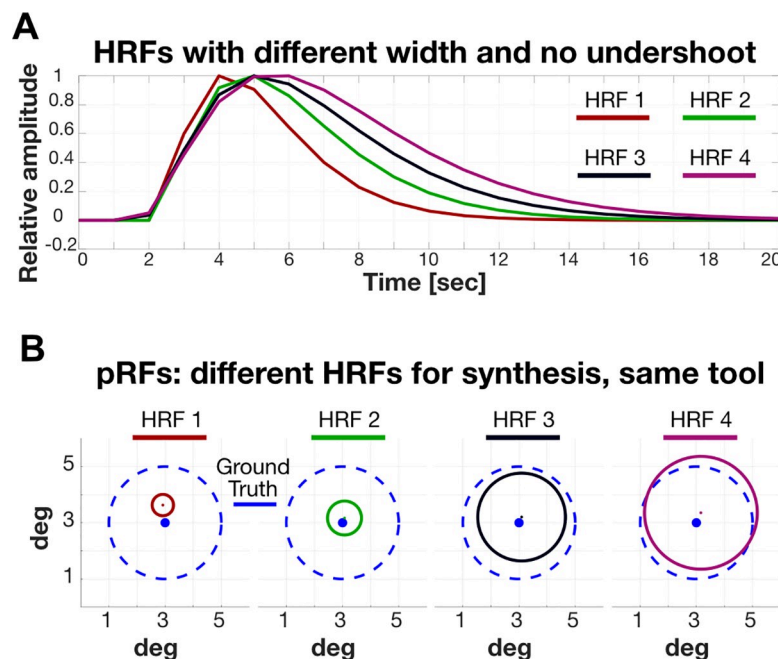 A
HRFs with different width and no undershoot
Relative amplitude
1
0.8
0.6
0.4
0.2
0
-0.2
HRF 1 HRF 2
HRF 3 HRF 4
0 2 4 6 8 10 12 14 16 18 20
Time [sec]
B
pRFs: different HRFs for synthesis, same tool
HRF 1 HRF 2 HRF 3 HRF 4
Ground
Truth
deg
5
3
1
1 3 5 1 3 5 1 3 5 1 3 5
deg deg deg deg